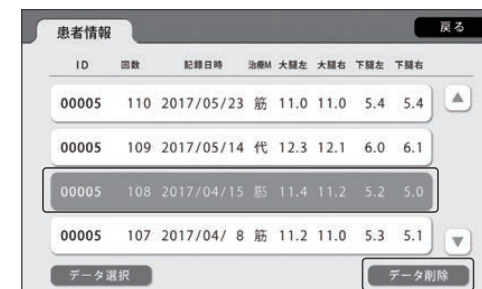 患者情報 戻る
ID 回数 記録日時 治療M 大腿左 大腿右 下腿左 下腿右
00005 110 2017/05/23 筋 11.0 11.0 5.4 5.4
00005 109 2017/05/14 代 12.3 12.1 6.0 6.1
00005 108 2017/04/15 筋 11.4 11.2 5.2 5.0
00005 107 2017/04/ 8 筋 11.2 11.0 5.3 5.1
データ選択 データ削除